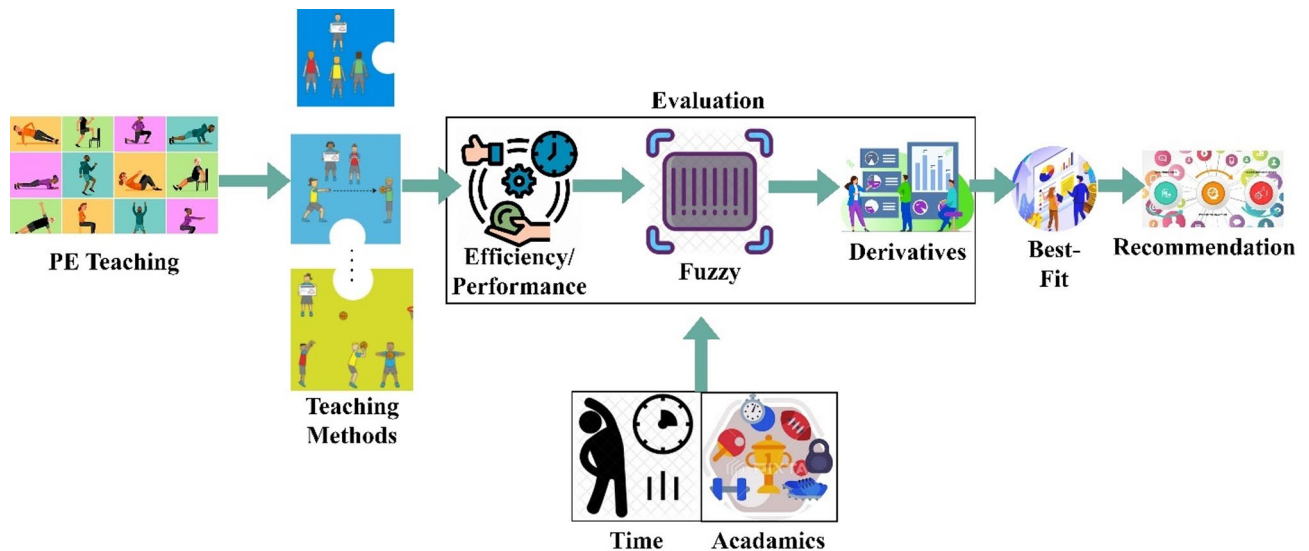 Evaluation
PE Teaching
Teaching
Methods
Efficiency/
Performance
Fuzzy
Derivatives
Best-
Fit
Recommendation
Time
Acadamics